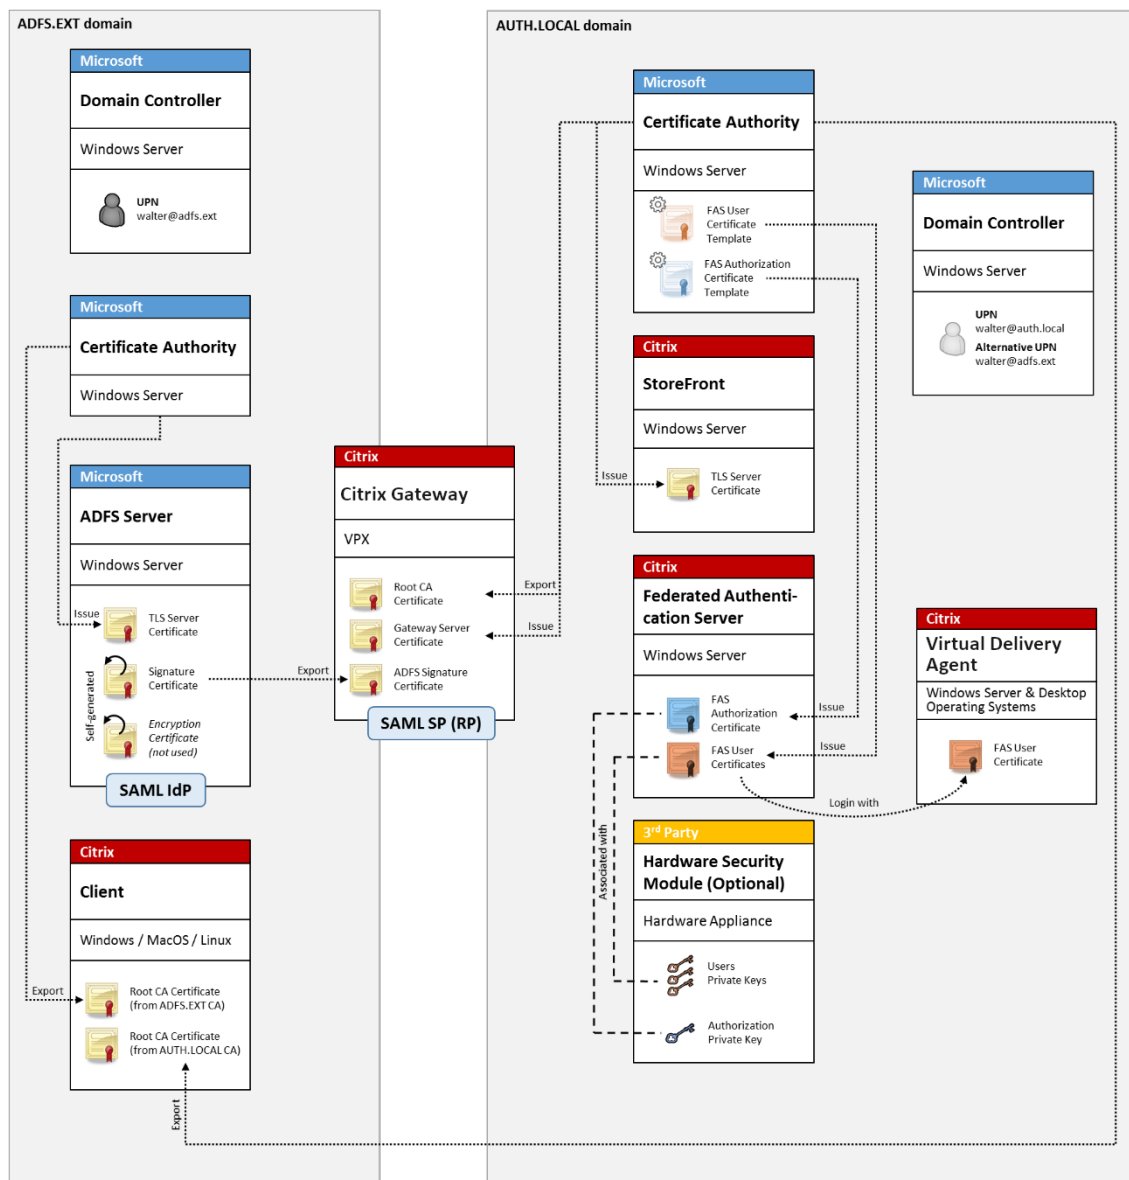 ADFS.EXT domain
Microsoft
Domain Controller
Windows Server
UPN
walter@adfs.ext
Microsoft
Certificate Authority
Windows Server
Microsoft
ADFS Server
Windows Server
Issue
TLS Server
Certificate
Self-generated
Signature
Certificate
Encryption
Certificate
(not used)
SAML IdP
Citrix
Client
Windows / MacOS / Linux
Export
Root CA Certificate
(from ADFS.EXT CA)
Root CA Certificate
(from AUTH.LOCAL CA)
Export
Citrix
Citrix Gateway
VPX
Root CA
Certificate
Export
Gateway Server
Certificate
Issue
Export
ADFS Signature
Certificate
SAML SP (RP)
AUTH.LOCAL domain
Microsoft
Certificate Authority
Windows Server
FAS User
Certificate
Template
FAS Authorization
Certificate
Template
Citrix
StoreFront
Windows Server
Issue
TLS Server
Certificate
Citrix
Federated Authenti-
cation Server
Windows Server
FAS
Authorization
Certificate
Issue
FAS User
Certificates
Issue
Login with
Associated with
3rd Party
Hardware Security
Module (Optional)
Hardware Appliance
Users
Private Keys
Authorization
Private Key
Microsoft
Domain Controller
Windows Server
UPN
walter@auth.local
Alternative UPN
walter@adfs.ext
Citrix
Virtual Delivery
Agent
Windows Server & Desktop
Operating Systems
FAS User
Certificate